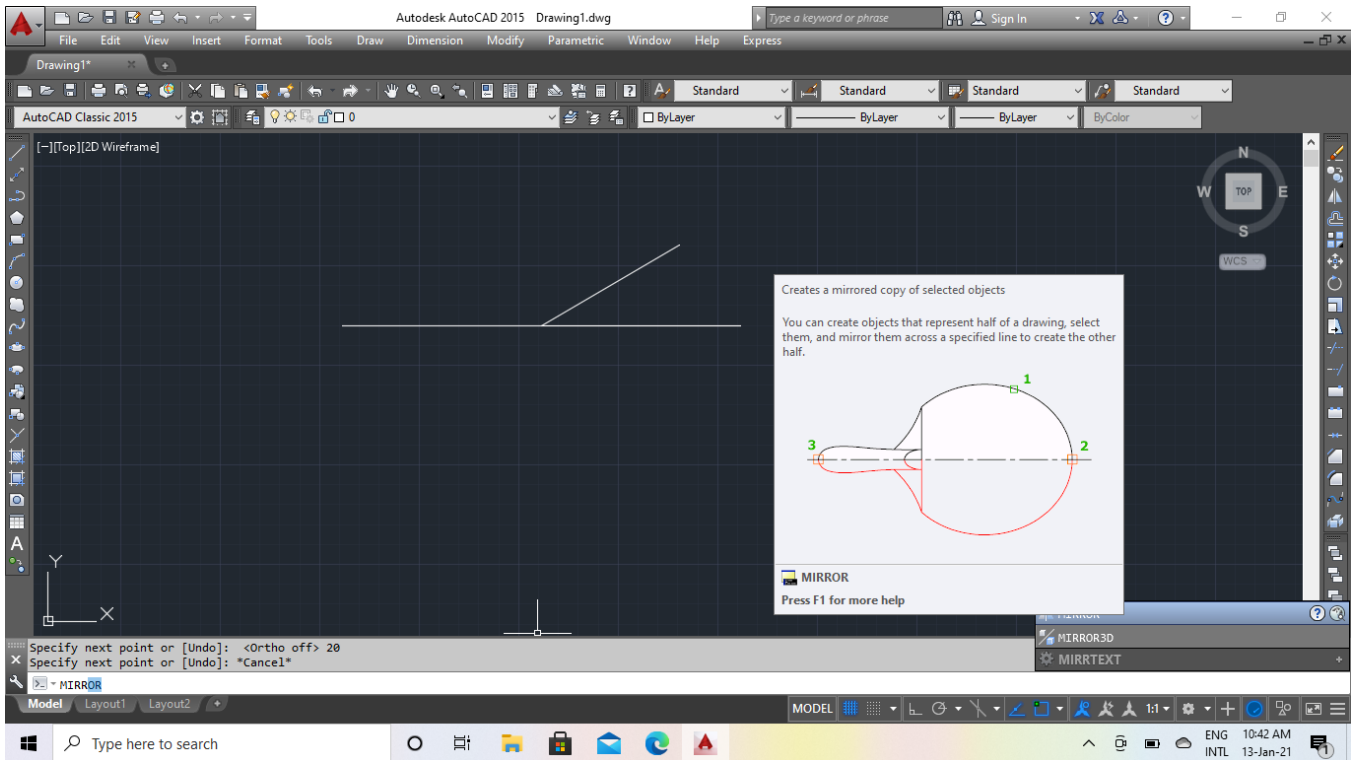 Autodesk AutoCAD 2015 Drawing1.dwg
Type a keyword or phrase
Sign In
File Edit View Insert Format Tools Draw Dimension Modify Parametric Window Help Express
Drawing1*
Standard Standard Standard Standard
AutoCAD Classic 2015 0 ByLayer ByLayer ByLayer ByColor
[−][Top][2D Wireframe]
N
W TOP E
S
WCS
Creates a mirrored copy of selected objects
You can create objects that represent half of a drawing, select
them, and mirror them across a specified line to create the other
half.
1
3 2
MIRROR
Press F1 for more help
Y
X
MIRROR
MIRROR3D
MIRRTEXT
Specify next point or [Undo]: <Ortho off> 20
Specify next point or [Undo]: *Cancel*
MIRROR
Model Layout1 Layout2 MODEL 1:1
Type here to search
ENG 10:42 AM
INTL 13-Jan-21
1